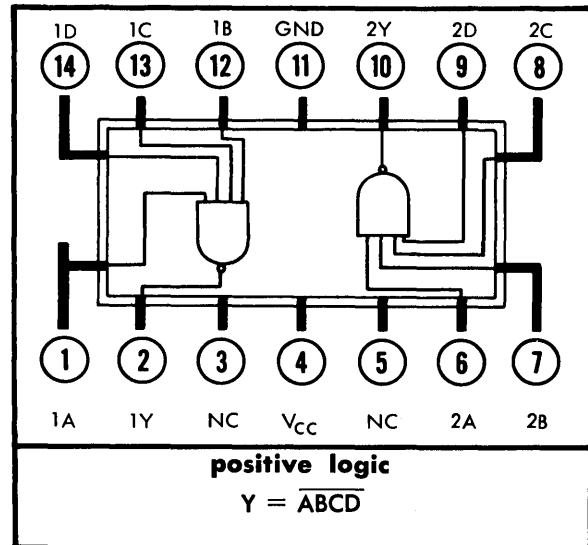 1D 1C 1B GND 2Y 2D 2C
14 13 12 11 10 9 8
1 2 3 4 5 6 7
1A 1Y NC VCC NC 2A 2B
positive logic
Y = \overline{ABCD}